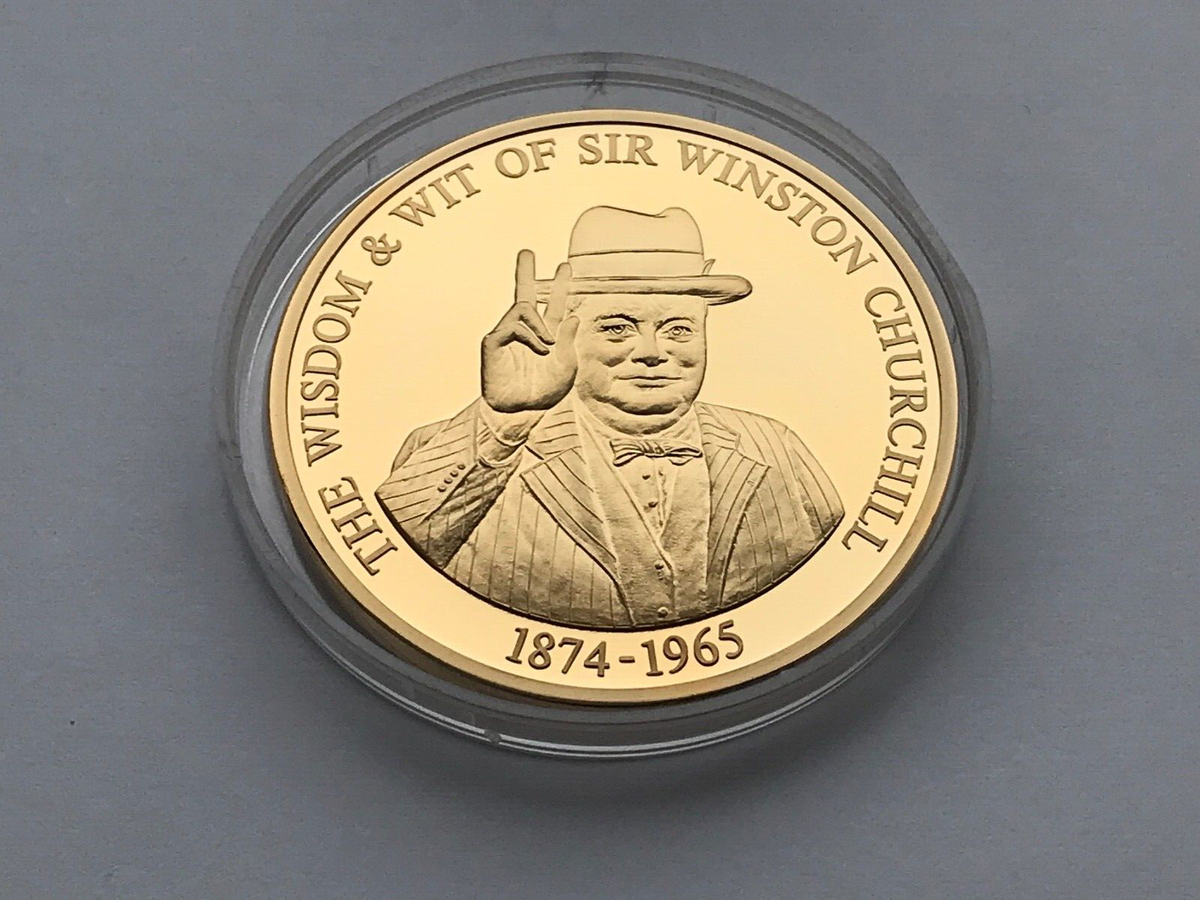 THE WISDOM & WIT OF SIR WINSTON CHURCHILL
1874-1965